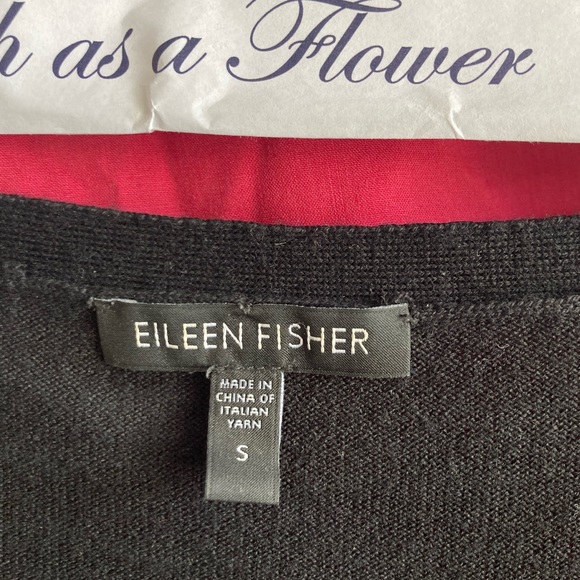 h as a Flower
EILEEN FISHER
MADE IN
CHINA OF
ITALIAN
YARN
S